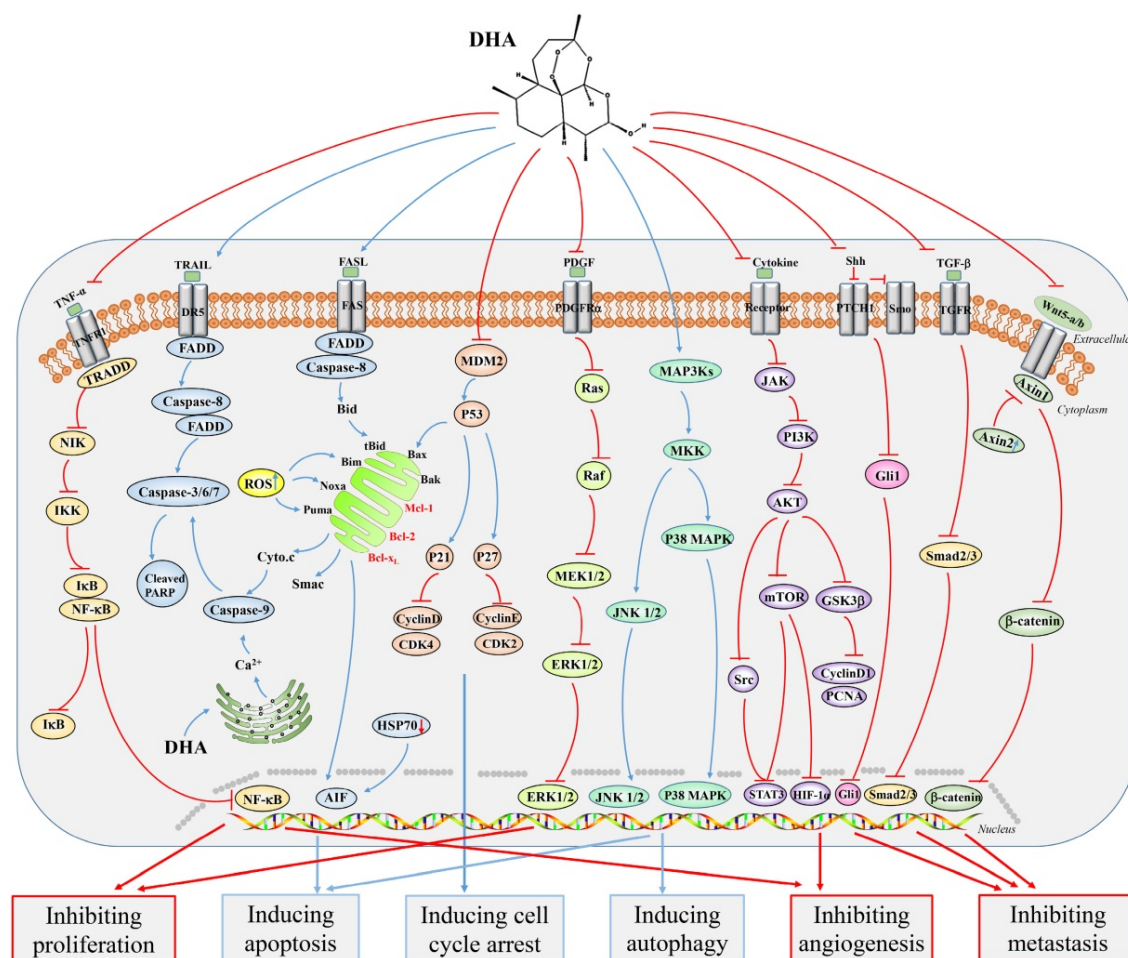 DHA
H
O
O
O
H
O
H
O
H
TNF-α
TRAIL
FASL
PDGF
Cytokine
Shh
TGF-β
Wnt5-a/b
TNFR1
DR5
FAS
PDGFRα
Receptor
PTCH1
Smo
TGFR
Extracellula
TRADD
FADD
FADD
MDM2
Ras
MAP3Ks
JAK
Axin1
Cytoplasm
Caspase-8
Caspase-8
FADD
Bid
P53
NIK
MKK
PI3K
Axin2
tBid
Bax
Bim
Bak
Raf
Gli1
ROS
Noxa
Caspase-3/6/7
Puma
Mcl-1
IKK
AKT
Bcl-2
P38 MAPK
Bcl-xL
Cyto.c
P21
P27
Smad2/3
IκB
NF-κB
Cleaved
PARP
Smac
MEK1/2
mTOR
GSK3β
Caspase-9
CyclinD
CDK4
CyclinE
CDK2
JNK 1/2
β-catenin
Ca2+
ERK1/2
Src
CyclinD1
PCNA
IκB
DHA
HSP70
NF-κB
AIF
ERK1/2
JNK 1/2
P38 MAPK
STAT3
HIF-1α
Gli1
Smad2/3
β-catenin
Nucleus
Inhibiting
proliferation
Inducing
apoptosis
Inducing cell
cycle arrest
Inducing
autophagy
Inhibiting
angiogenesis
Inhibiting
metastasis